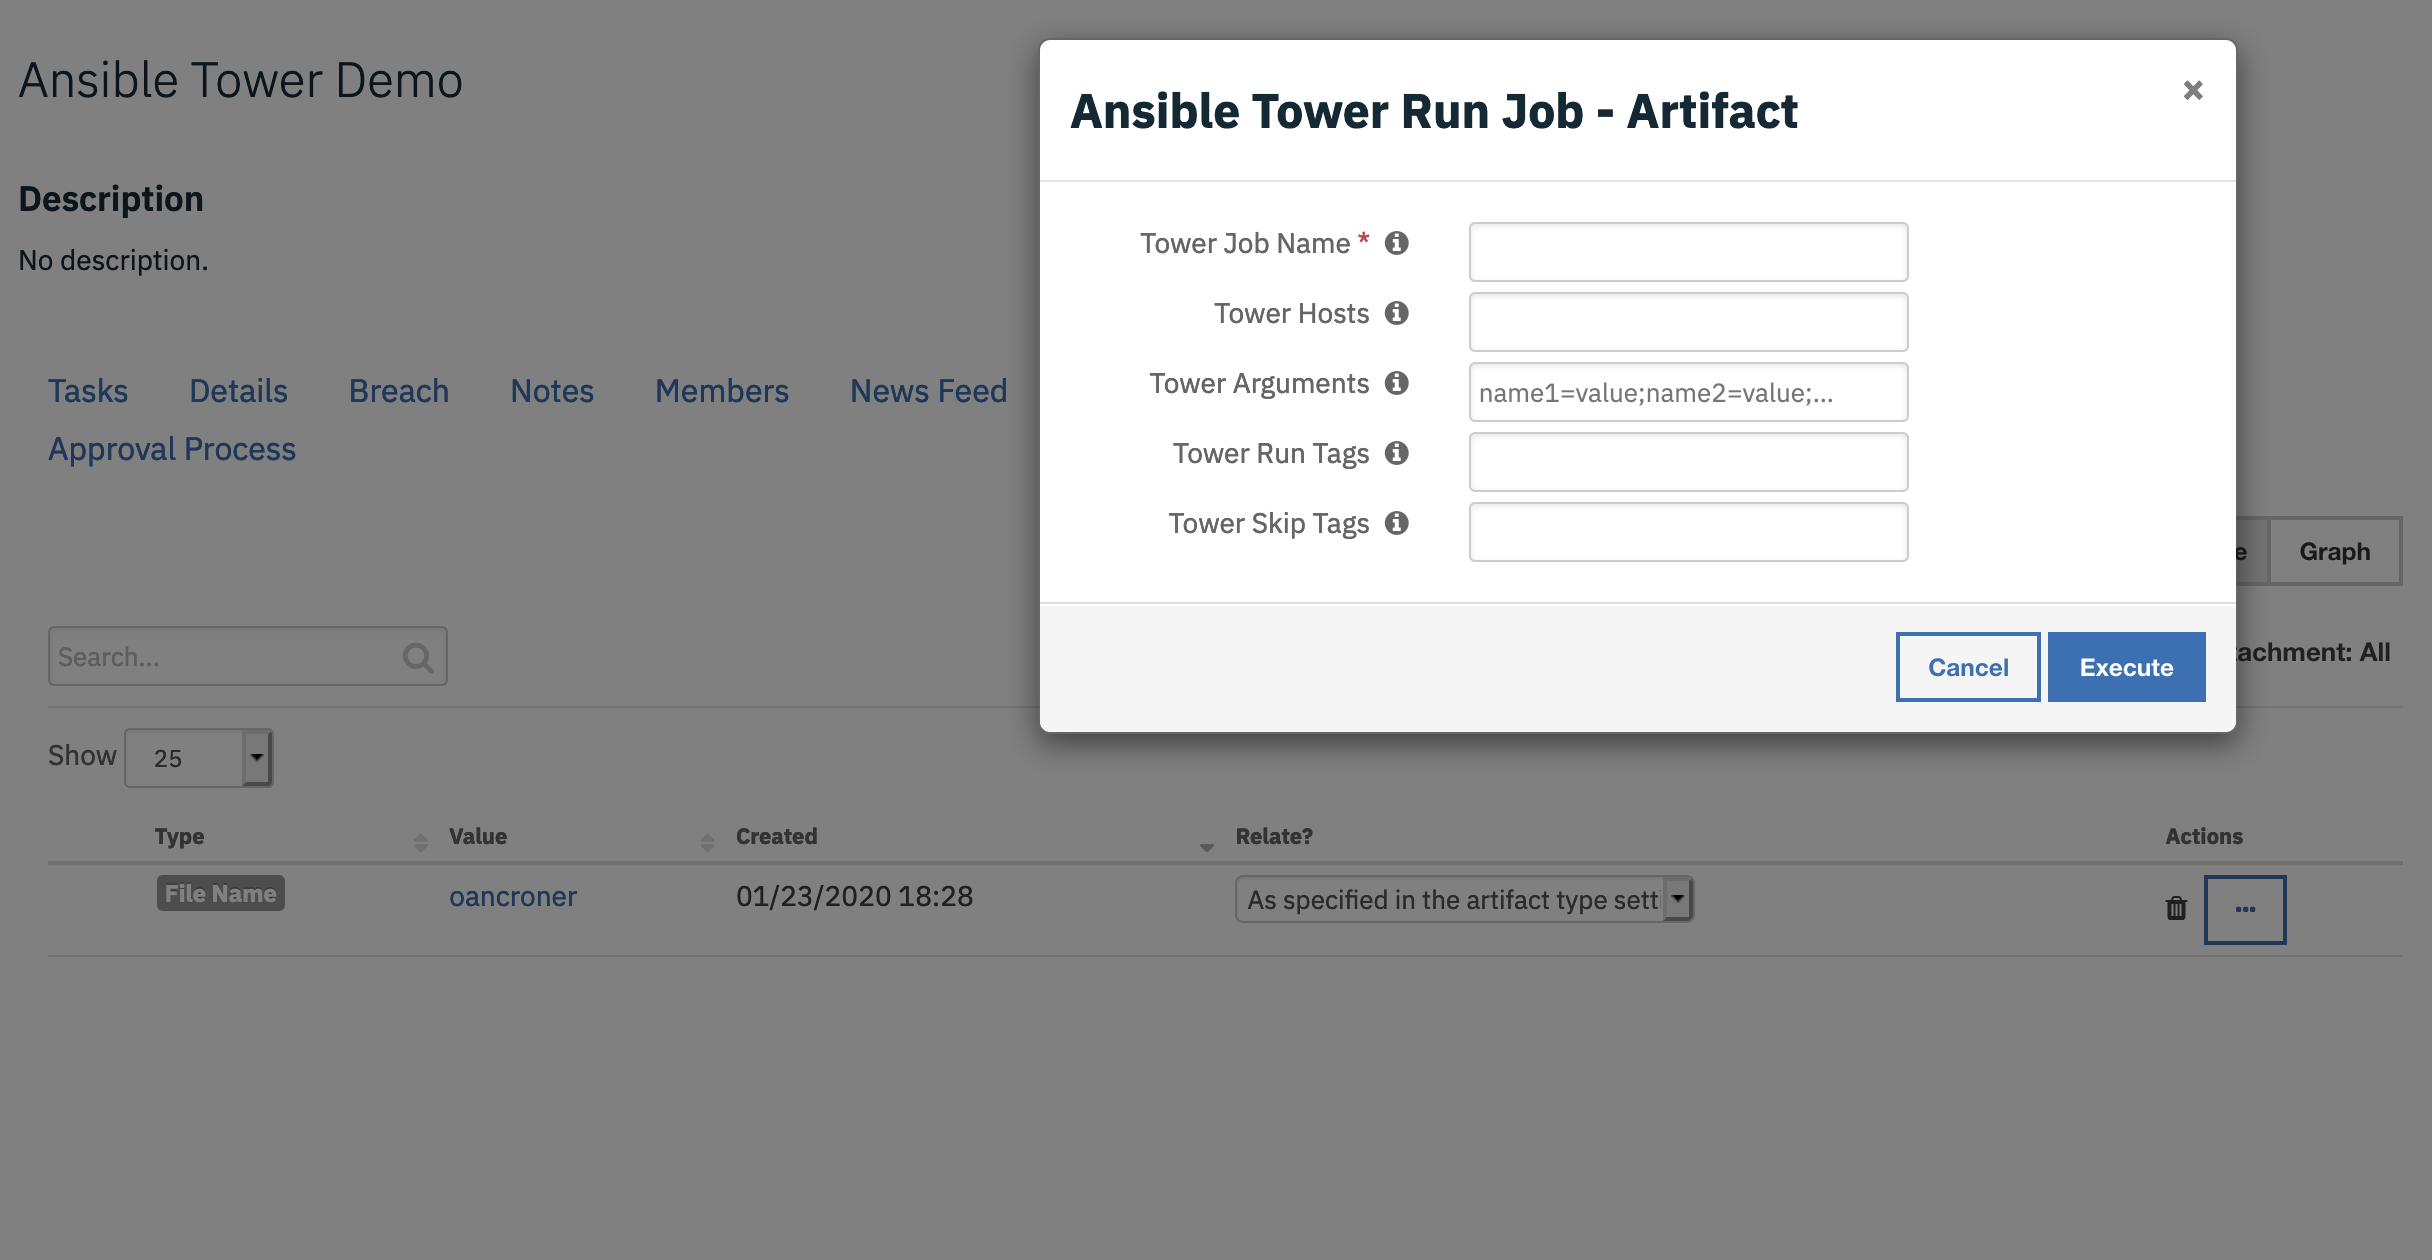 Ansible Tower Demo
Description
No description.
Tasks Details Breach Notes Members News Feed
Approval Process
Ansible Tower Run Job - Artifact
Tower Job Name *
Tower Hosts
Tower Arguments name1=value;name2=value;...
Tower Run Tags
Tower Skip Tags
Cancel Execute
e Graph
Search...
tachment: All
Show 25
Type Value Created Relate? Actions
File Name oancroner 01/23/2020 18:28 As specified in the artifact type sett